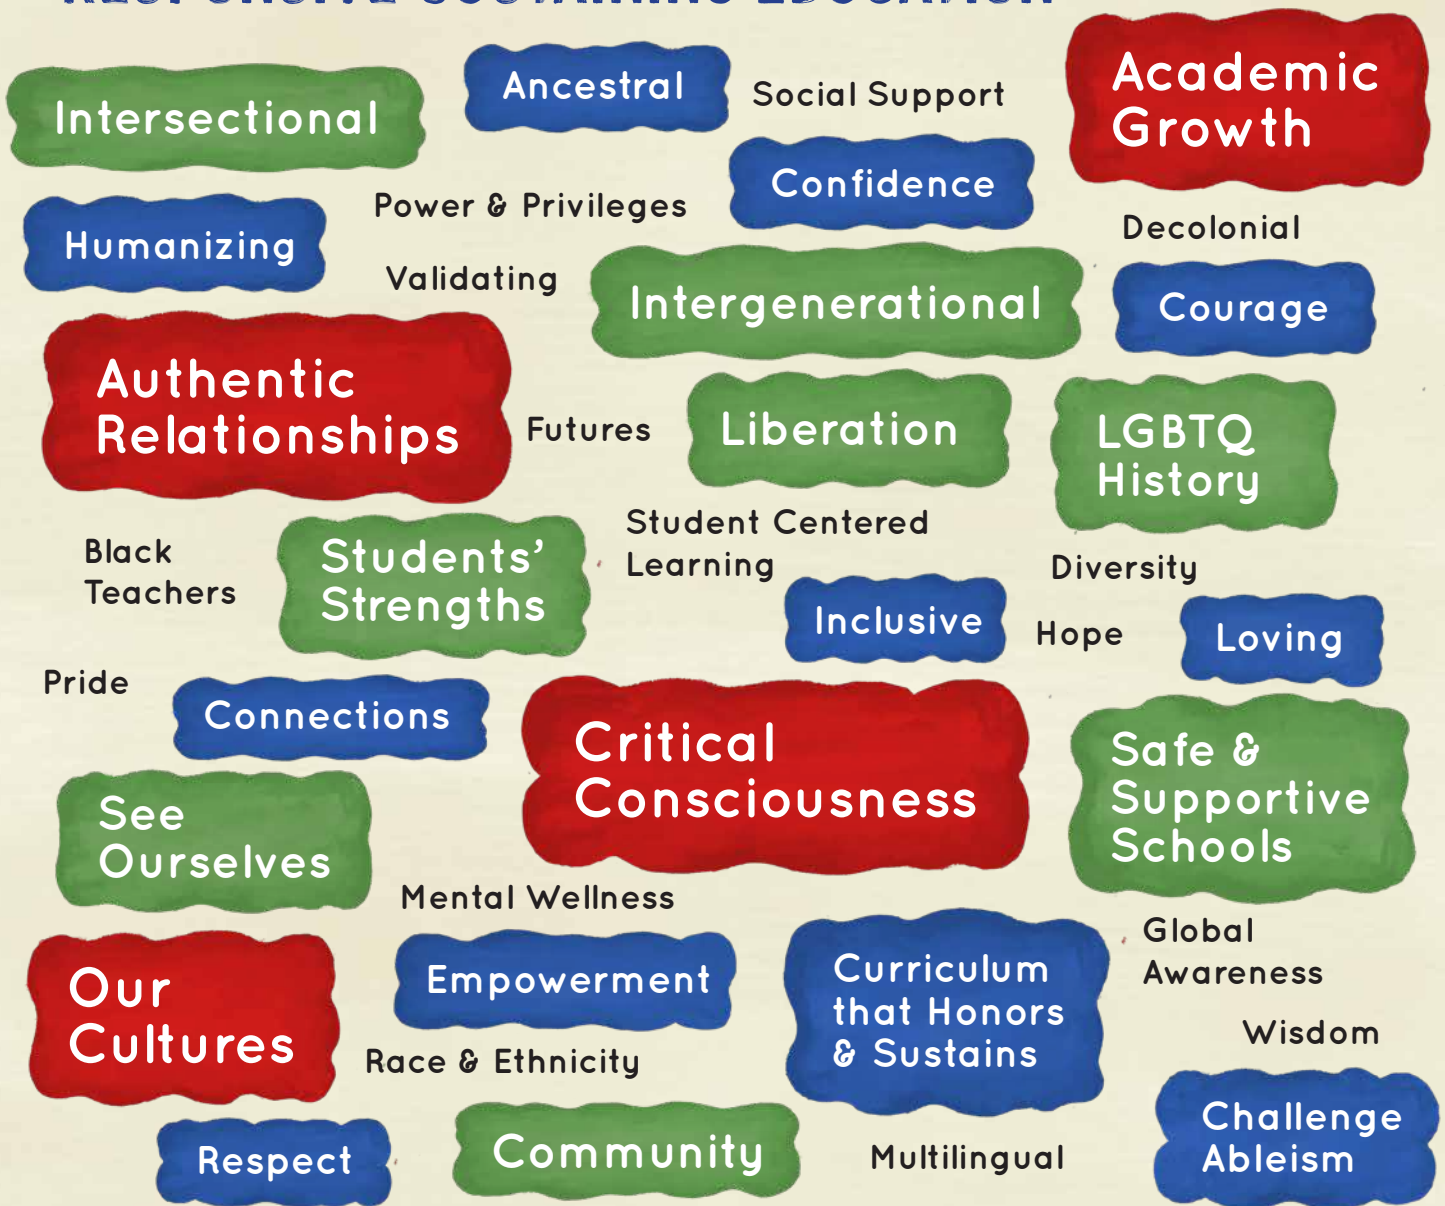 RESPONSIVE-SUSTAINING EDUCATION
Intersectional
Ancestral
Social Support
Academic
Growth
Humanizing
Power & Privileges
Confidence
Decolonial
Validating
Intergenerational
Courage
Authentic
Relationships
Futures
Liberation
LGBTQ
History
Black
Teachers
Students’
Strengths
Student Centered
Learning
Diversity
Inclusive
Hope
Loving
Pride
Connections
Critical
Consciousness
Safe &
Supportive
Schools
See
Ourselves
Mental Wellness
Our
Cultures
Empowerment
Curriculum
that Honors
& Sustains
Global
Awareness
Wisdom
Race & Ethnicity
Respect
Community
Multilingual
Challenge
Ableism